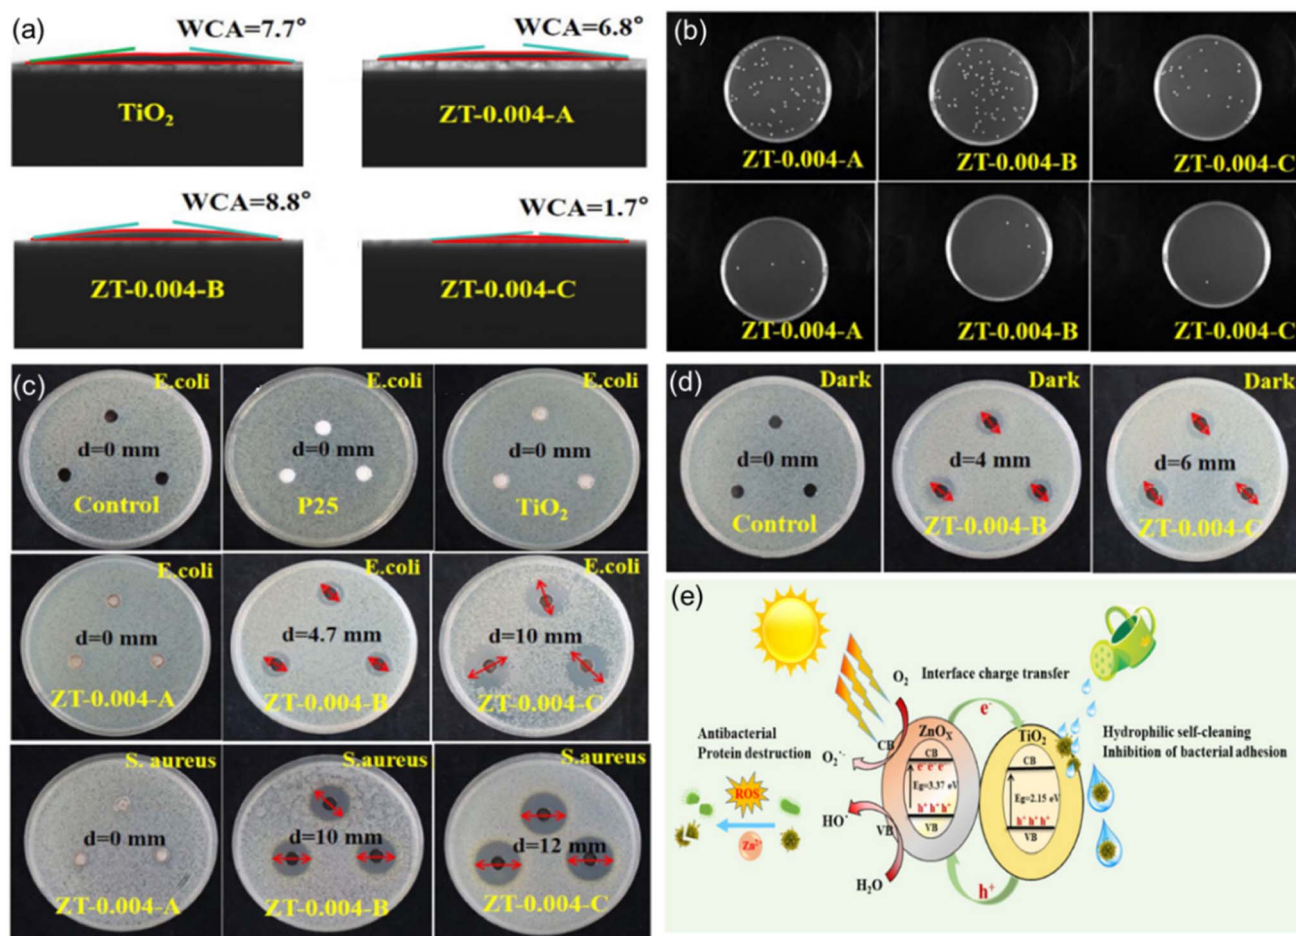 (a)
WCA=7.7°
TiO₂
WCA=6.8°
ZT-0.004-A
WCA=8.8°
ZT-0.004-B
WCA=1.7°
ZT-0.004-C
(b)
ZT-0.004-A
ZT-0.004-B
ZT-0.004-C
ZT-0.004-A
ZT-0.004-B
ZT-0.004-C
(c)
E.coli
d=0 mm
Control
E.coli
d=0 mm
P25
E.coli
d=0 mm
TiO₂
E.coli
d=0 mm
ZT-0.004-A
E.coli
d=4.7 mm
ZT-0.004-B
E.coli
d=10 mm
ZT-0.004-C
S. aureus
d=0 mm
ZT-0.004-A
S.aureus
d=10 mm
ZT-0.004-B
S.aureus
d=12 mm
ZT-0.004-C
(d)
Dark
d=0 mm
Control
Dark
d=4 mm
ZT-0.004-B
Dark
d=6 mm
ZT-0.004-C
(e)
O₂
Interface charge transfer
e⁻
Antibacterial
Protein destruction
ROS
Zn²⁺
O₂·⁻
HO·
H₂O
CB
VB
ZnOₓ
CB
e⁻ e⁻ e⁻
Eg=3.37 eV
h⁺ h⁺ h⁺
VB
TiO₂
CB
Eg=2.15 eV
h⁺ h⁺ h⁺
VB
h⁺
Hydrophilic self-cleaning
Inhibition of bacterial adhesion